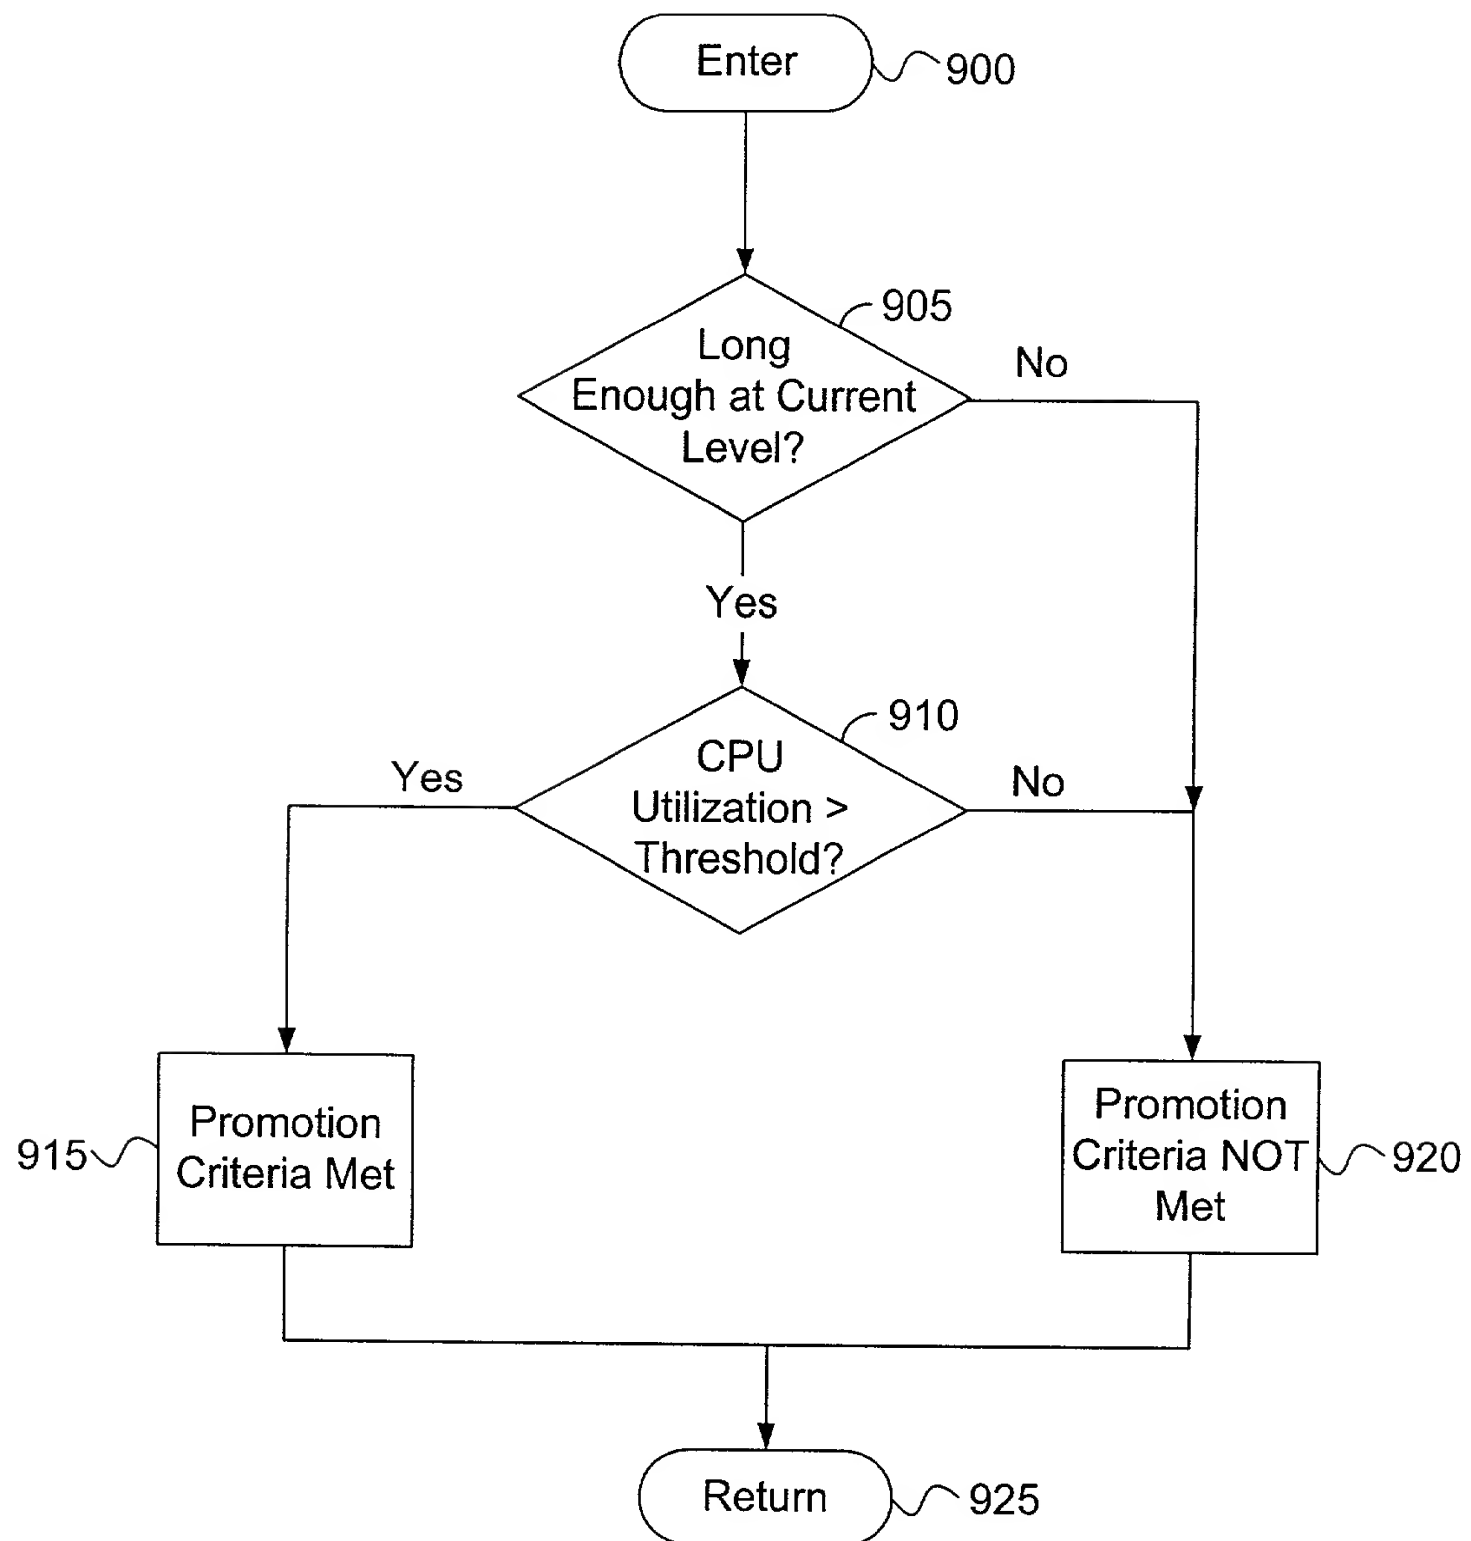 Enter
900
905
Long
Enough at Current
Level?
No
Yes
910
CPU
Utilization >
Threshold?
Yes
No
Promotion
Criteria Met
915
Promotion
Criteria NOT
Met
920
Return
925